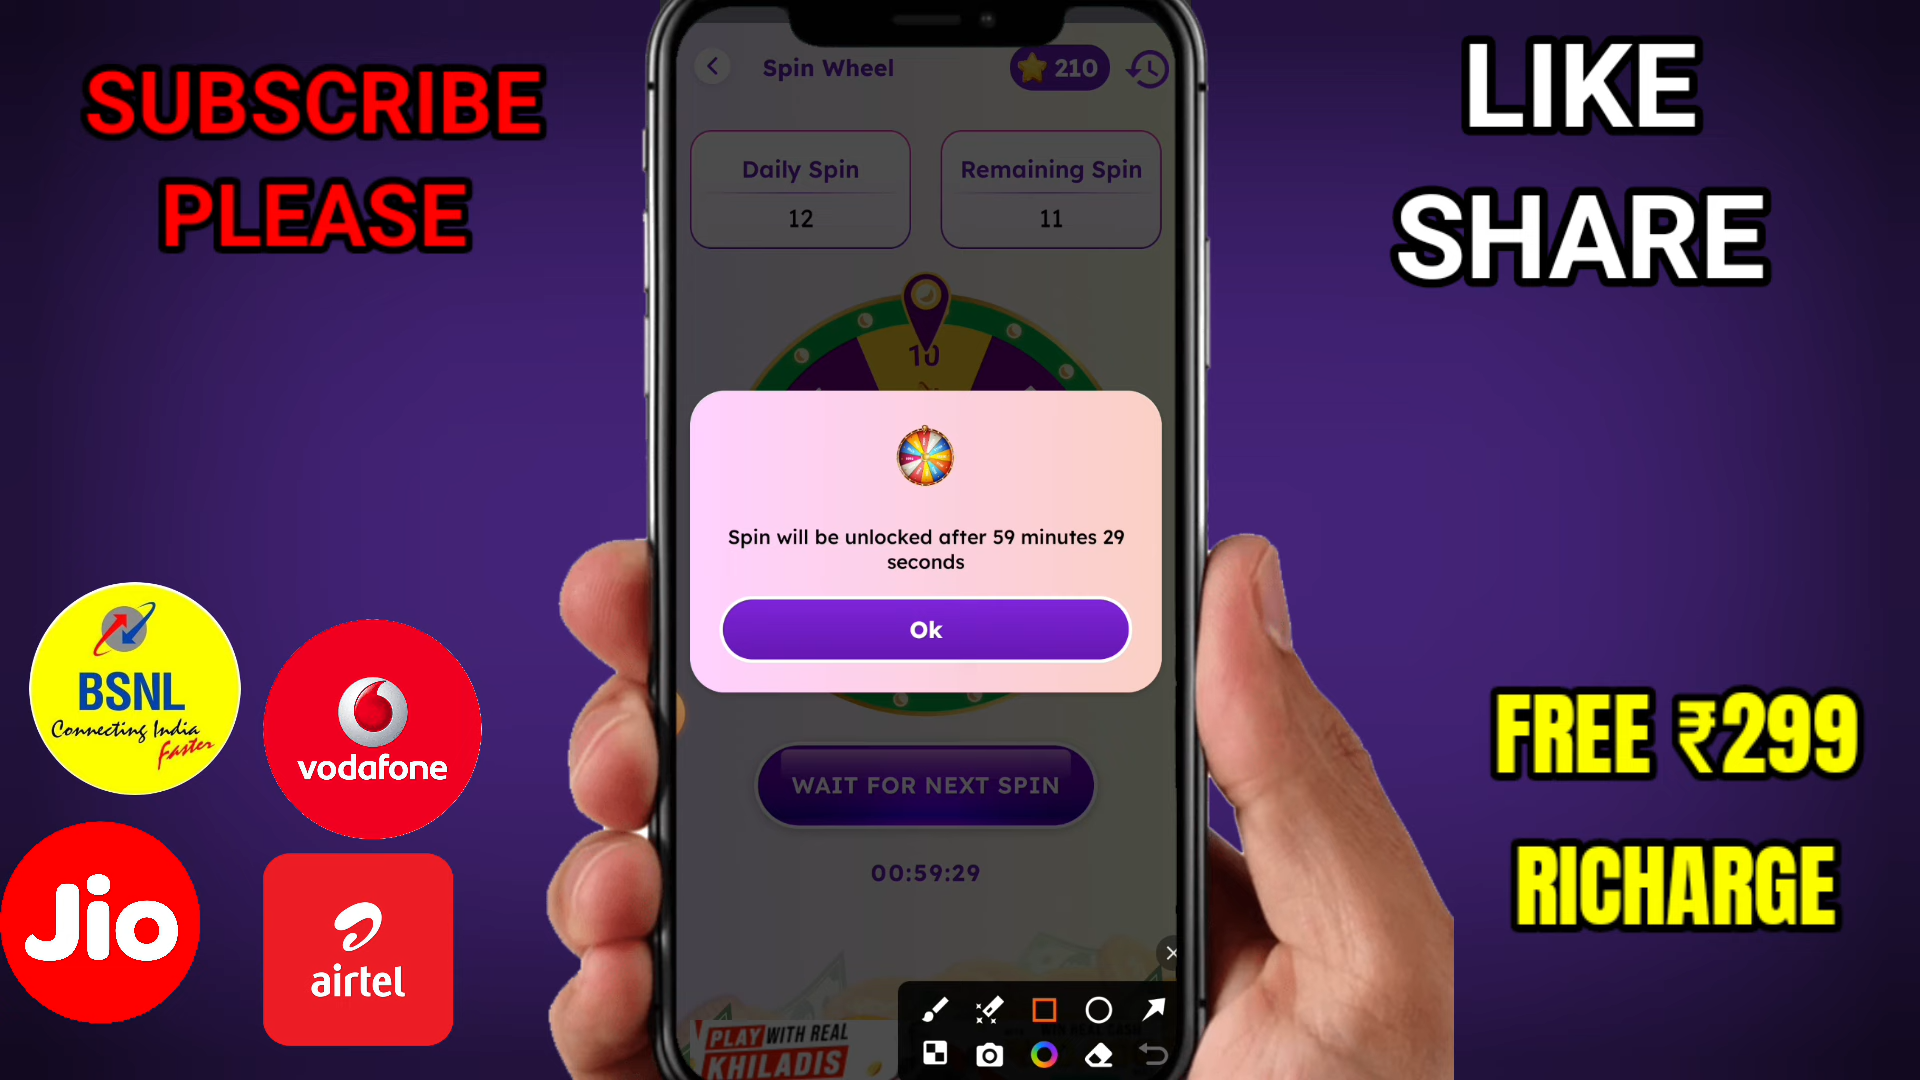 SUBSCRIBE
PLEASE
LIKE
SHARE
Spin Wheel
210
Daily Spin
12
Remaining Spin
11
10
Spin will be unlocked after 59 minutes 29
seconds
Ok
WAIT FOR NEXT SPIN
00:59:29
PLAY WITH REAL
KHILADIS
BSNL
Connecting India
Faster
vodafone
Jio
airtel
FREE ₹299
RICHARGE